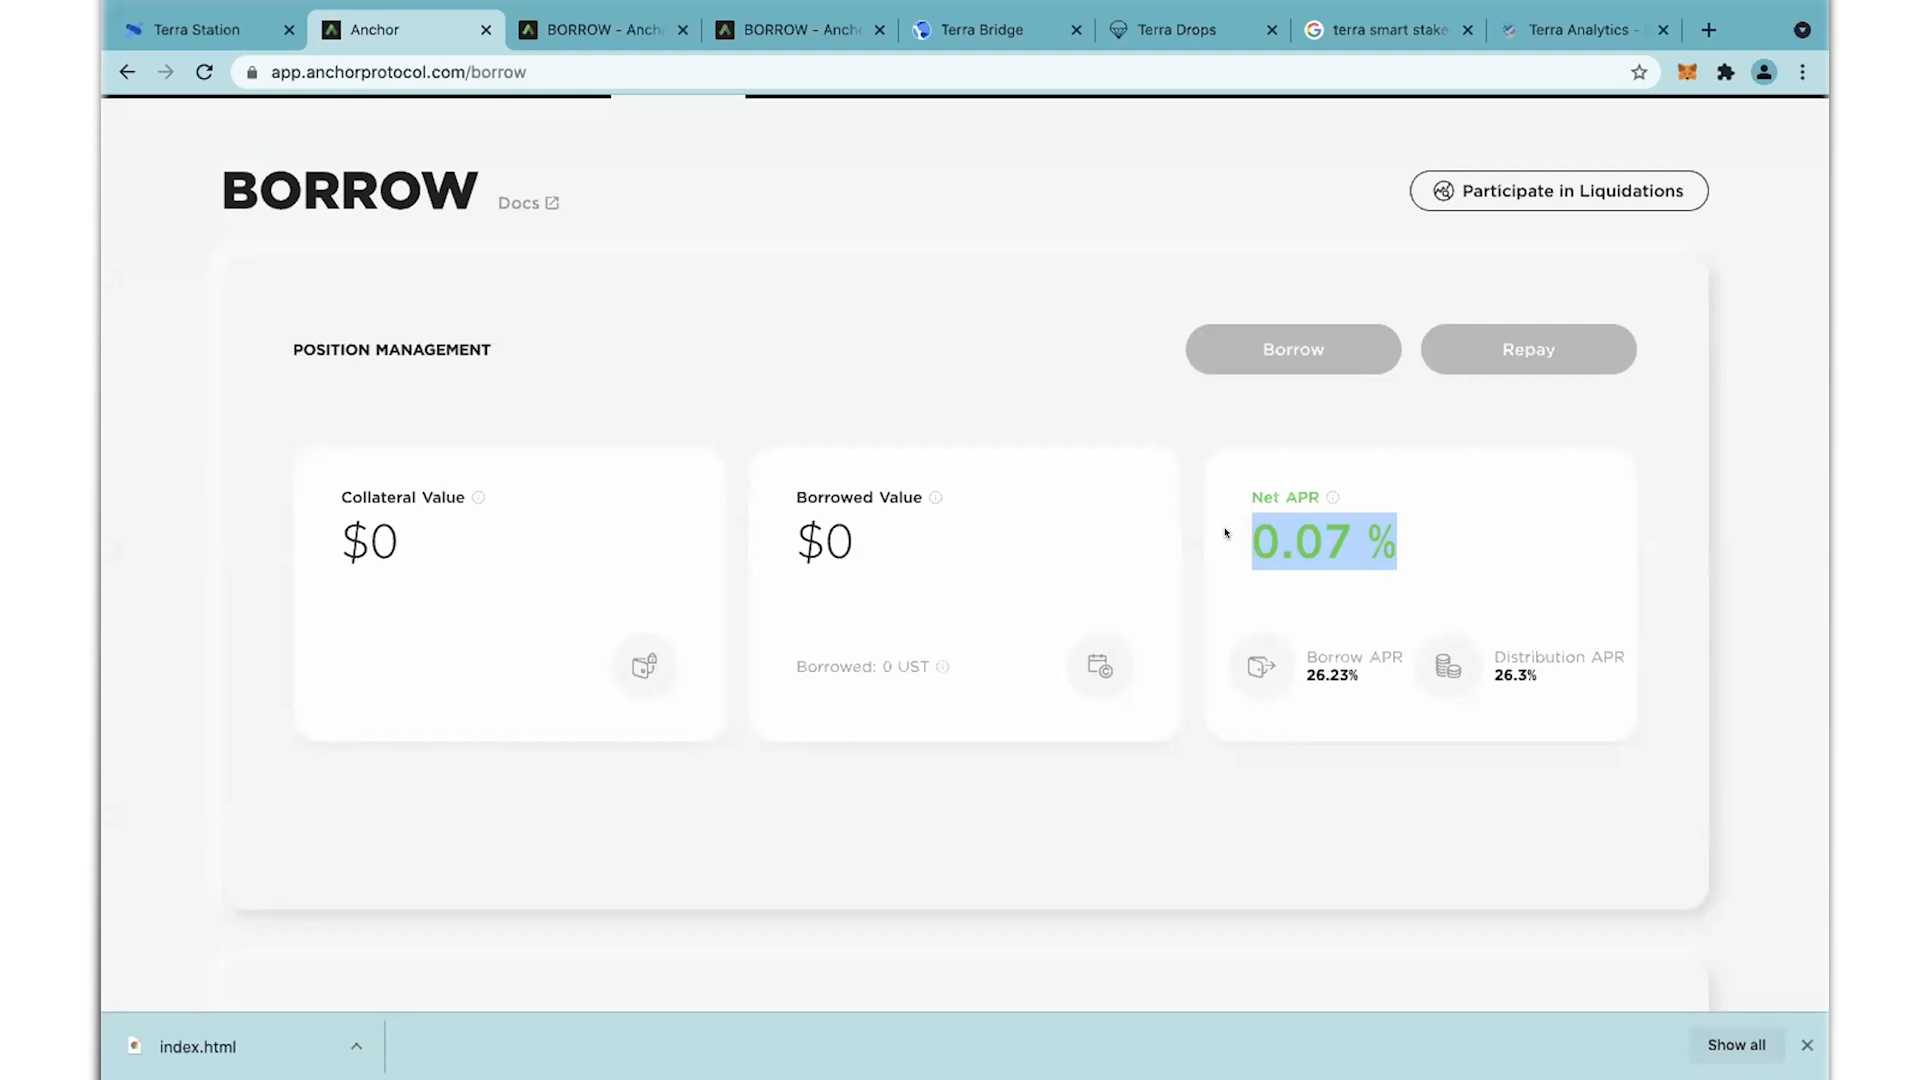 Terra Station
Anchor
BORROW - Anch
BORROW - Anch
Terra Bridge
Terra Drops
terra smart stake
Terra Analytics -
app.anchorprotocol.com/borrow
BORROW
Docs
Participate in Liquidations
POSITION MANAGEMENT
Borrow
Repay
Collateral Value
$0
Borrowed Value
$0
Borrowed: 0 UST
Net APR
0.07 %
Borrow APR
26.23%
Distribution APR
26.3%
index.html
Show all